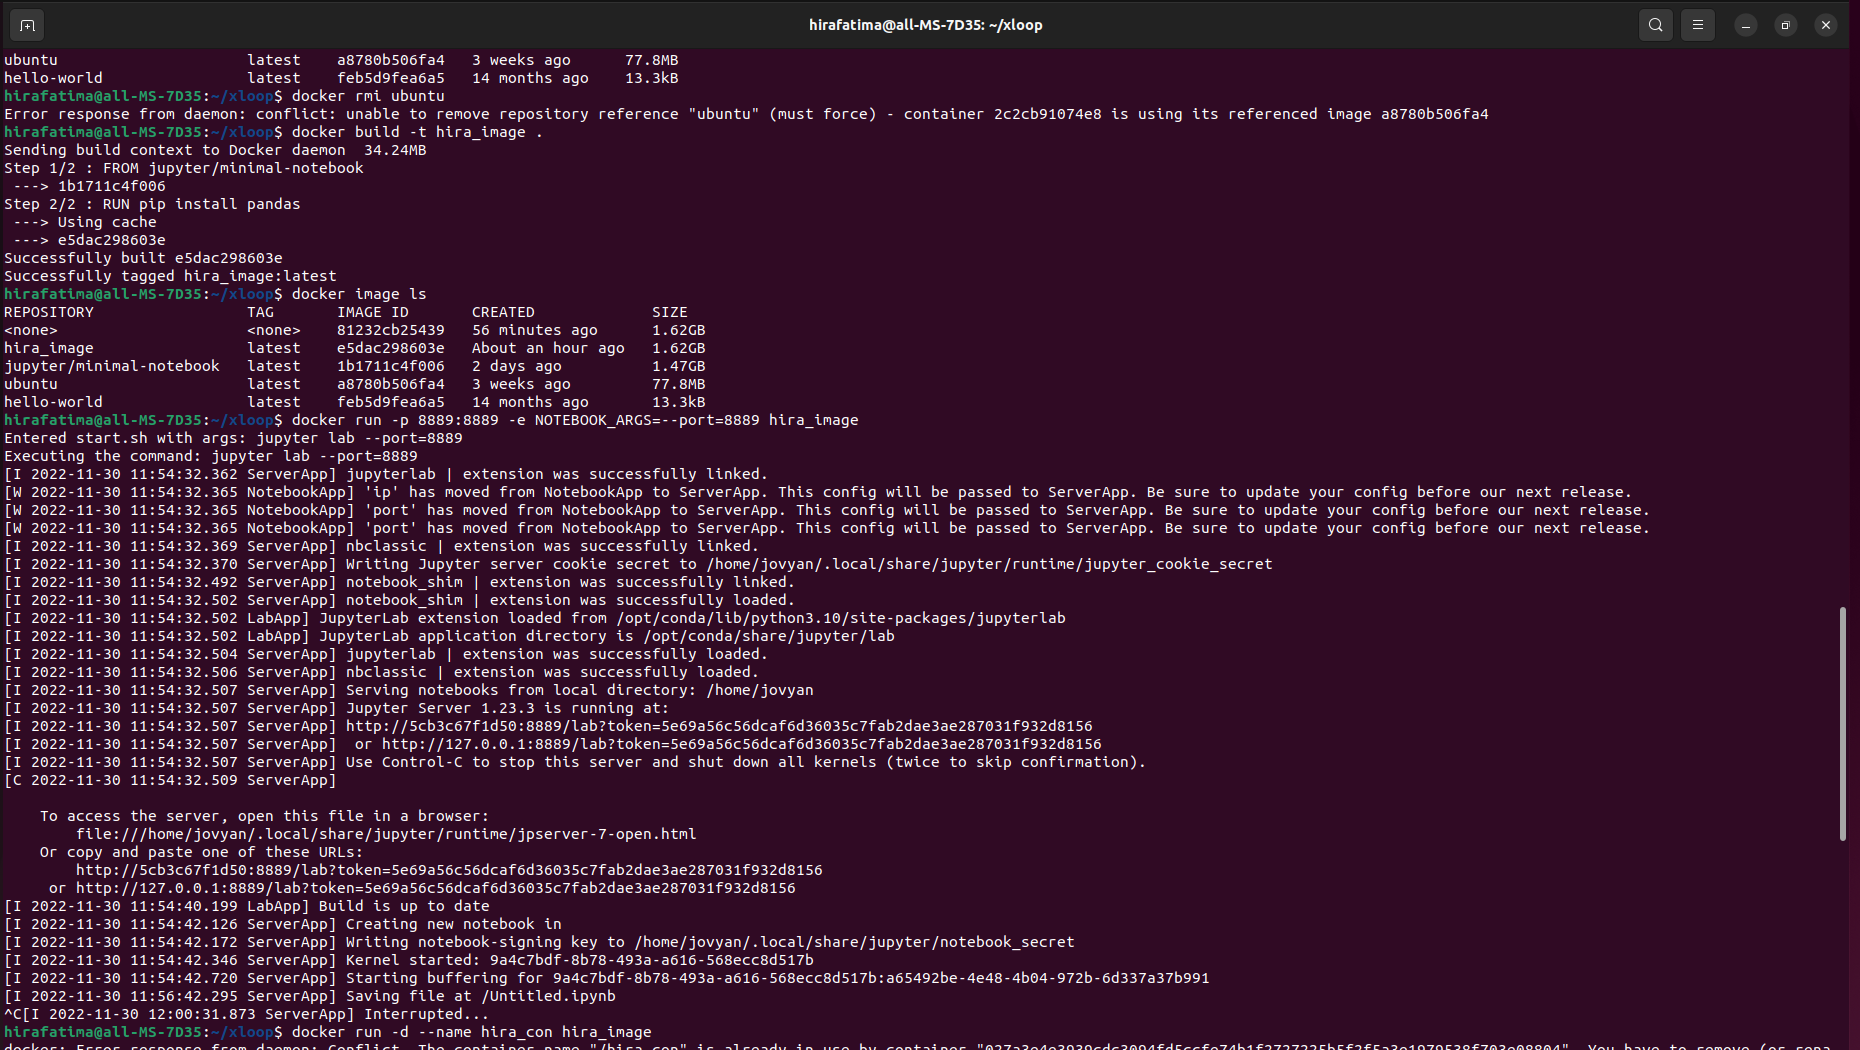 hirafatima@all-MS-7D35: ~/xloop
ubuntu latest a8780b506fa4 3 weeks ago 77.8MB
hello-world latest feb5d9fea6a5 14 months ago 13.3kB
hirafatima@all-MS-7D35:~/xloop$ docker rmi ubuntu
Error response from daemon: conflict: unable to remove repository reference "ubuntu" (must force) - container 2c2cb91074e8 is using its referenced image a8780b506fa4
hirafatima@all-MS-7D35:~/xloop$ docker build -t hira_image .
Sending build context to Docker daemon 34.24MB
Step 1/2 : FROM jupyter/minimal-notebook
---> 1b1711c4f006
Step 2/2 : RUN pip install pandas
---> Using cache
---> e5dac298603e
Successfully built e5dac298603e
Successfully tagged hira_image:latest
hirafatima@all-MS-7D35:~/xloop$ docker image ls
REPOSITORY TAG IMAGE ID CREATED SIZE
<none> <none> 81232cb25439 56 minutes ago 1.62GB
hira_image latest e5dac298603e About an hour ago 1.62GB
jupyter/minimal-notebook latest 1b1711c4f006 2 days ago 1.47GB
ubuntu latest a8780b506fa4 3 weeks ago 77.8MB
hello-world latest feb5d9fea6a5 14 months ago 13.3kB
hirafatima@all-MS-7D35:~/xloop$ docker run -p 8889:8889 -e NOTEBOOK_ARGS=--port=8889 hira_image
Entered start.sh with args: jupyter lab --port=8889
Executing the command: jupyter lab --port=8889
[I 2022-11-30 11:54:32.362 ServerApp] jupyterlab | extension was successfully linked.
[W 2022-11-30 11:54:32.365 NotebookApp] 'ip' has moved from NotebookApp to ServerApp. This config will be passed to ServerApp. Be sure to update your config before our next release.
[W 2022-11-30 11:54:32.365 NotebookApp] 'port' has moved from NotebookApp to ServerApp. This config will be passed to ServerApp. Be sure to update your config before our next release.
[W 2022-11-30 11:54:32.365 NotebookApp] 'port' has moved from NotebookApp to ServerApp. This config will be passed to ServerApp. Be sure to update your config before our next release.
[I 2022-11-30 11:54:32.369 ServerApp] nbclassic | extension was successfully linked.
[I 2022-11-30 11:54:32.370 ServerApp] Writing Jupyter server cookie secret to /home/jovyan/.local/share/jupyter/runtime/jupyter_cookie_secret
[I 2022-11-30 11:54:32.492 ServerApp] notebook_shim | extension was successfully linked.
[I 2022-11-30 11:54:32.502 ServerApp] notebook_shim | extension was successfully loaded.
[I 2022-11-30 11:54:32.502 LabApp] JupyterLab extension loaded from /opt/conda/lib/python3.10/site-packages/jupyterlab
[I 2022-11-30 11:54:32.502 LabApp] JupyterLab application directory is /opt/conda/share/jupyter/lab
[I 2022-11-30 11:54:32.504 ServerApp] jupyterlab | extension was successfully loaded.
[I 2022-11-30 11:54:32.506 ServerApp] nbclassic | extension was successfully loaded.
[I 2022-11-30 11:54:32.507 ServerApp] Serving notebooks from local directory: /home/jovyan
[I 2022-11-30 11:54:32.507 ServerApp] Jupyter Server 1.23.3 is running at:
[I 2022-11-30 11:54:32.507 ServerApp] http://5cb3c67f1d50:8889/lab?token=5e69a56c56dcaf6d36035c7fab2dae3ae287031f932d8156
[I 2022-11-30 11:54:32.507 ServerApp]  or http://127.0.0.1:8889/lab?token=5e69a56c56dcaf6d36035c7fab2dae3ae287031f932d8156
[I 2022-11-30 11:54:32.507 ServerApp] Use Control-C to stop this server and shut down all kernels (twice to skip confirmation).
[C 2022-11-30 11:54:32.509 ServerApp]
To access the server, open this file in a browser:
file:///home/jovyan/.local/share/jupyter/runtime/jpserver-7-open.html
Or copy and paste one of these URLs:
http://5cb3c67f1d50:8889/lab?token=5e69a56c56dcaf6d36035c7fab2dae3ae287031f932d8156
or http://127.0.0.1:8889/lab?token=5e69a56c56dcaf6d36035c7fab2dae3ae287031f932d8156
[I 2022-11-30 11:54:40.199 LabApp] Build is up to date
[I 2022-11-30 11:54:42.126 ServerApp] Creating new notebook in
[I 2022-11-30 11:54:42.172 ServerApp] Writing notebook-signing key to /home/jovyan/.local/share/jupyter/notebook_secret
[I 2022-11-30 11:54:42.346 ServerApp] Kernel started: 9a4c7bdf-8b78-493a-a616-568ecc8d517b
[I 2022-11-30 11:54:42.720 ServerApp] Starting buffering for 9a4c7bdf-8b78-493a-a616-568ecc8d517b:a65492be-4e48-4b04-972b-6d337a37b991
[I 2022-11-30 11:56:42.295 ServerApp] Saving file at /Untitled.ipynb
^C[I 2022-11-30 12:00:31.873 ServerApp] Interrupted...
hirafatima@all-MS-7D35:~/xloop$ docker run -d --name hira_con hira_image
docker: Error response from daemon: Conflict. The container name "/hira_con" is already in use by container